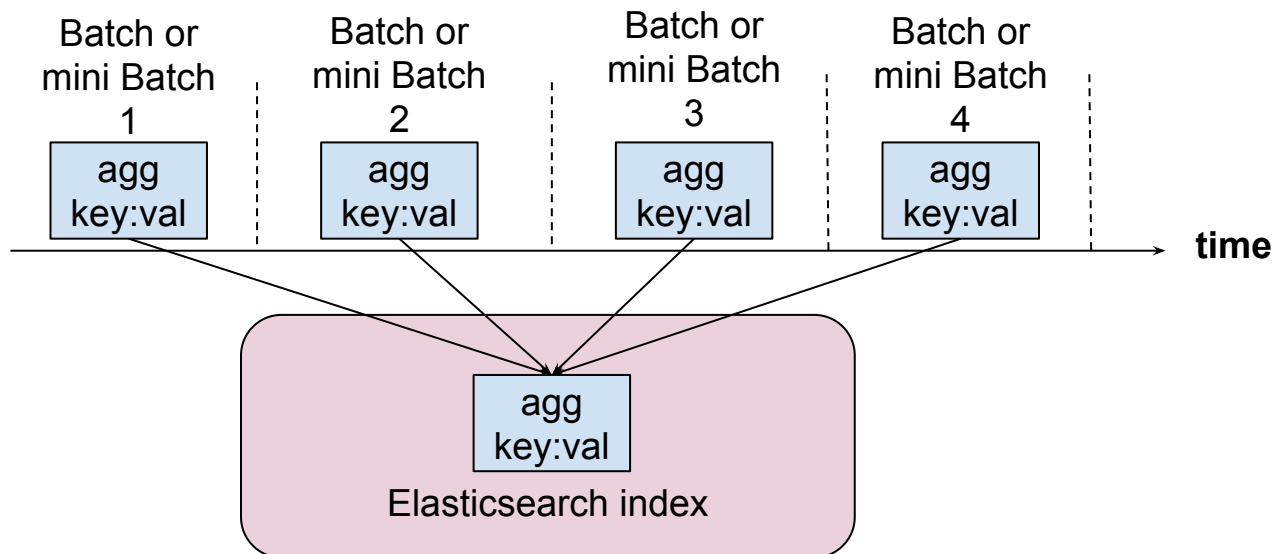 Batch or
mini Batch
1
Batch or
mini Batch
2
Batch or
mini Batch
3
Batch or
mini Batch
4
agg
key:val
agg
key:val
agg
key:val
agg
key:val
time
agg
key:val
Elasticsearch index